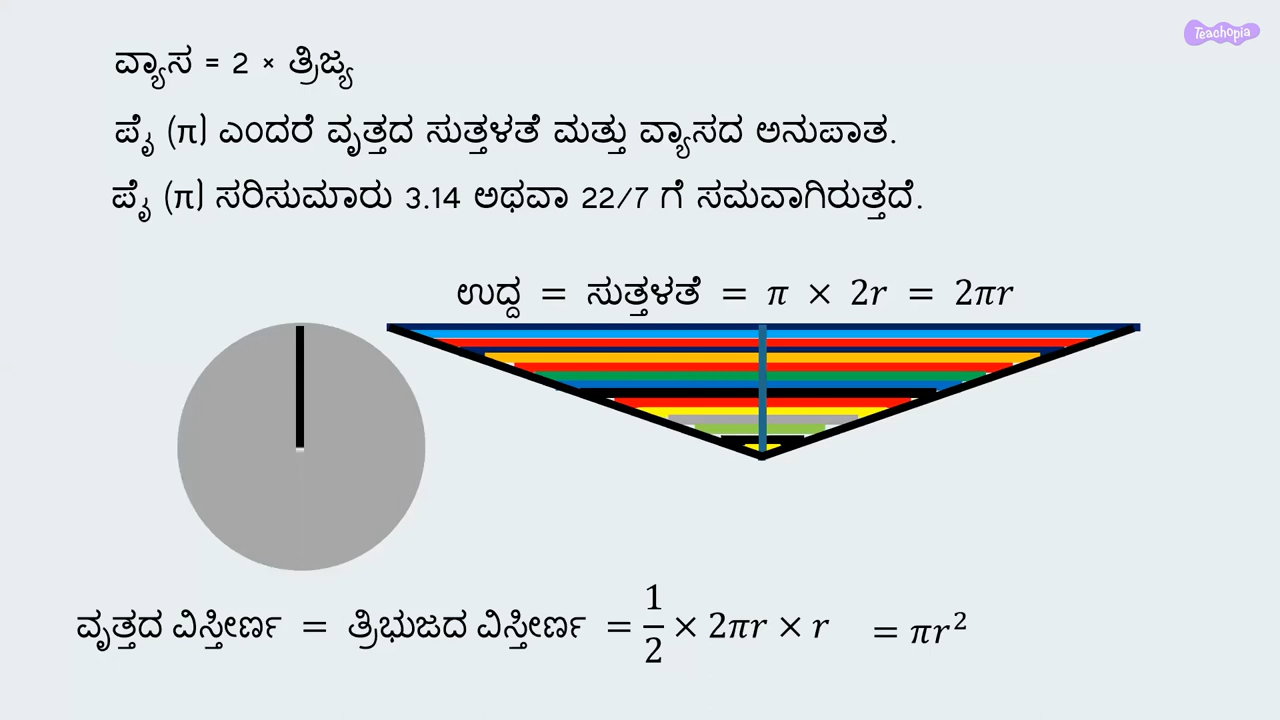 Teachopia
ವ್ಯಾಸ = 2 × ತ್ರಿಜ್ಯ
ಪೈ (π) ಎಂದರೆ ವೃತ್ತದ ಸುತ್ತಳತೆ ಮತ್ತು ವ್ಯಾಸದ ಅನುಪಾತ.
ಪೈ (π) ಸರಿಸುಮಾರು 3.14 ಅಥವಾ 22/7 ಗೆ ಸಮವಾಗಿರುತ್ತದೆ.
ಉದ್ದ = ಸುತ್ತಳತೆ = π × 2r = 2πr
ವೃತ್ತದ ವಿಸ್ತೀರ್ಣ = ತ್ರಿಭುಜದ ವಿಸ್ತೀರ್ಣ = 1/2 × 2πr × r = πr²